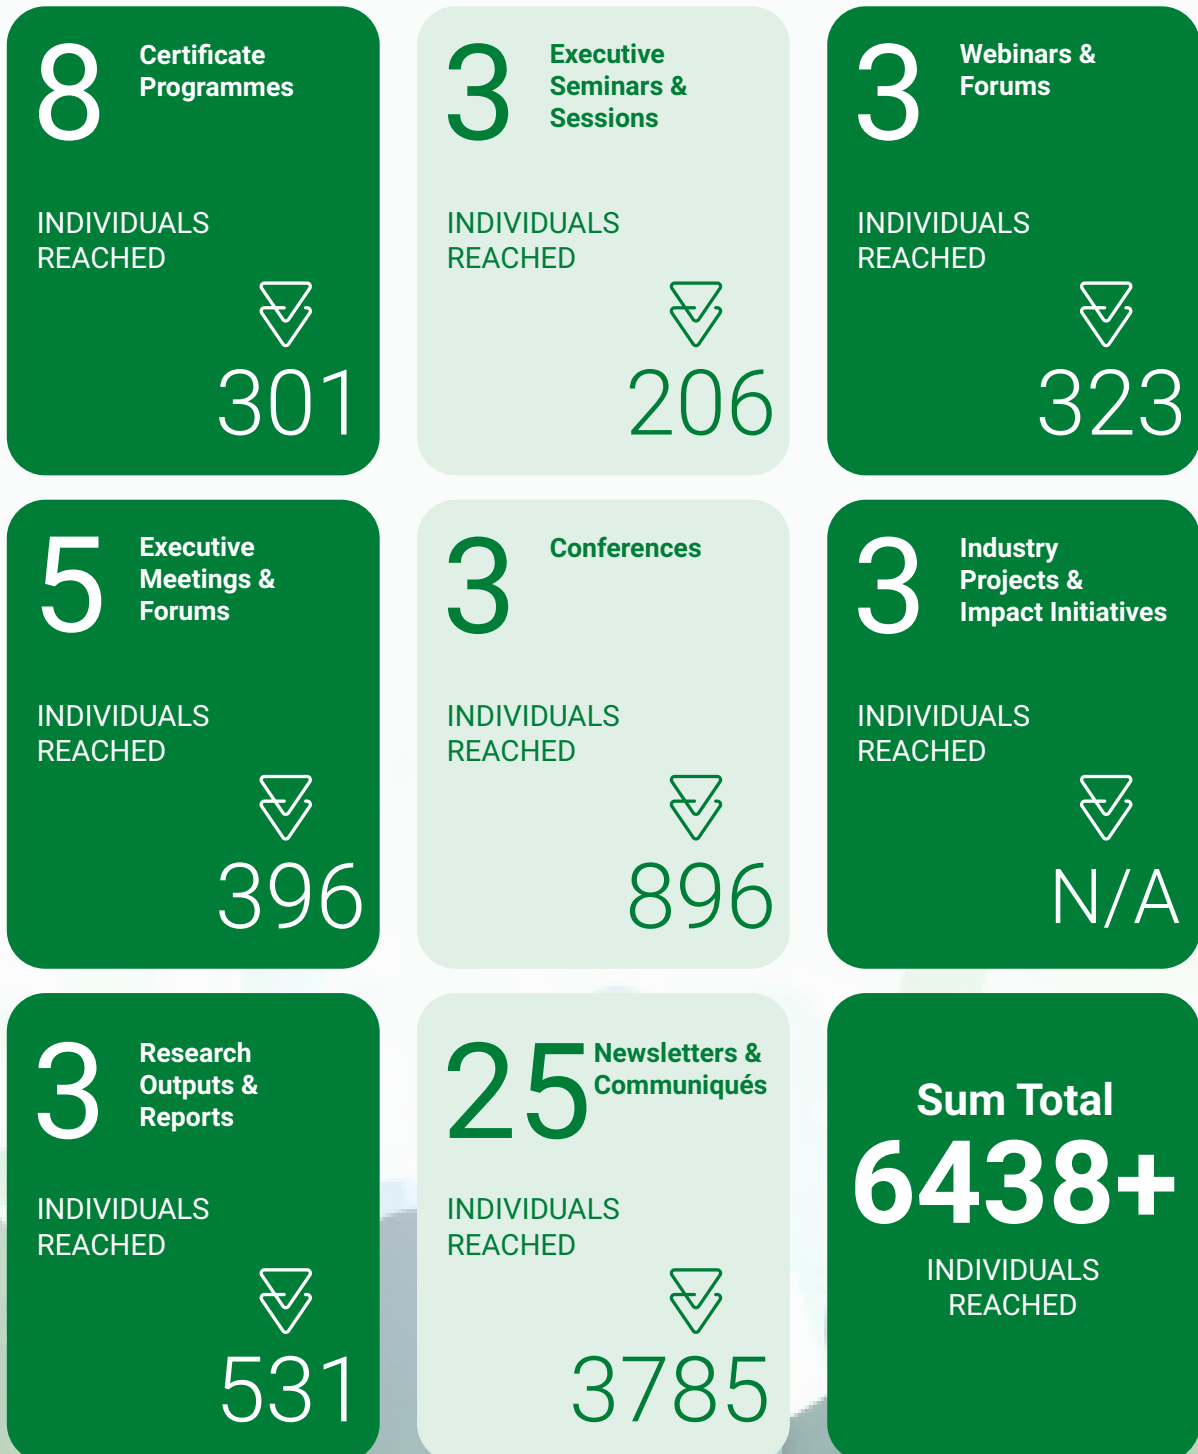 8
Certificate
Programmes
INDIVIDUALS
REACHED
301
3
Executive
Seminars &
Sessions
INDIVIDUALS
REACHED
206
3
Webinars &
Forums
INDIVIDUALS
REACHED
323
5
Executive
Meetings &
Forums
INDIVIDUALS
REACHED
396
3
Conferences
INDIVIDUALS
REACHED
896
3
Industry
Projects &
Impact Initiatives
INDIVIDUALS
REACHED
N/A
3
Research
Outputs &
Reports
INDIVIDUALS
REACHED
531
25
Newsletters &
Communiqués
INDIVIDUALS
REACHED
3785
Sum Total
6438+
INDIVIDUALS
REACHED